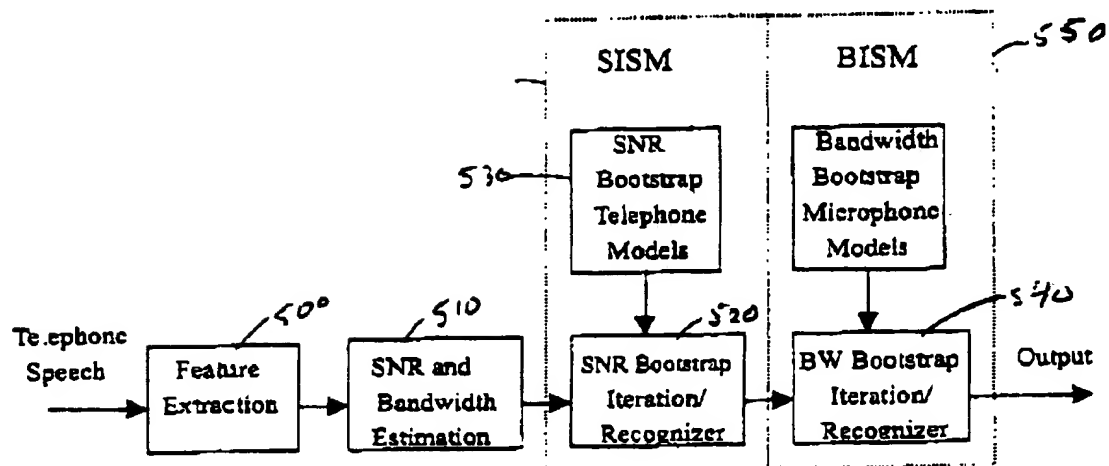 SISM
BISM
550
SNR
Bootstrap
Telephone
Models
530
Bandwidth
Bootstrap
Microphone
Models
Telephone
Speech
500
Feature
Extraction
510
SNR and
Bandwidth
Estimation
520
SNR Bootstrap
Iteration/
Recognizer
540
BW Bootstrap
Iteration/
Recognizer
Output